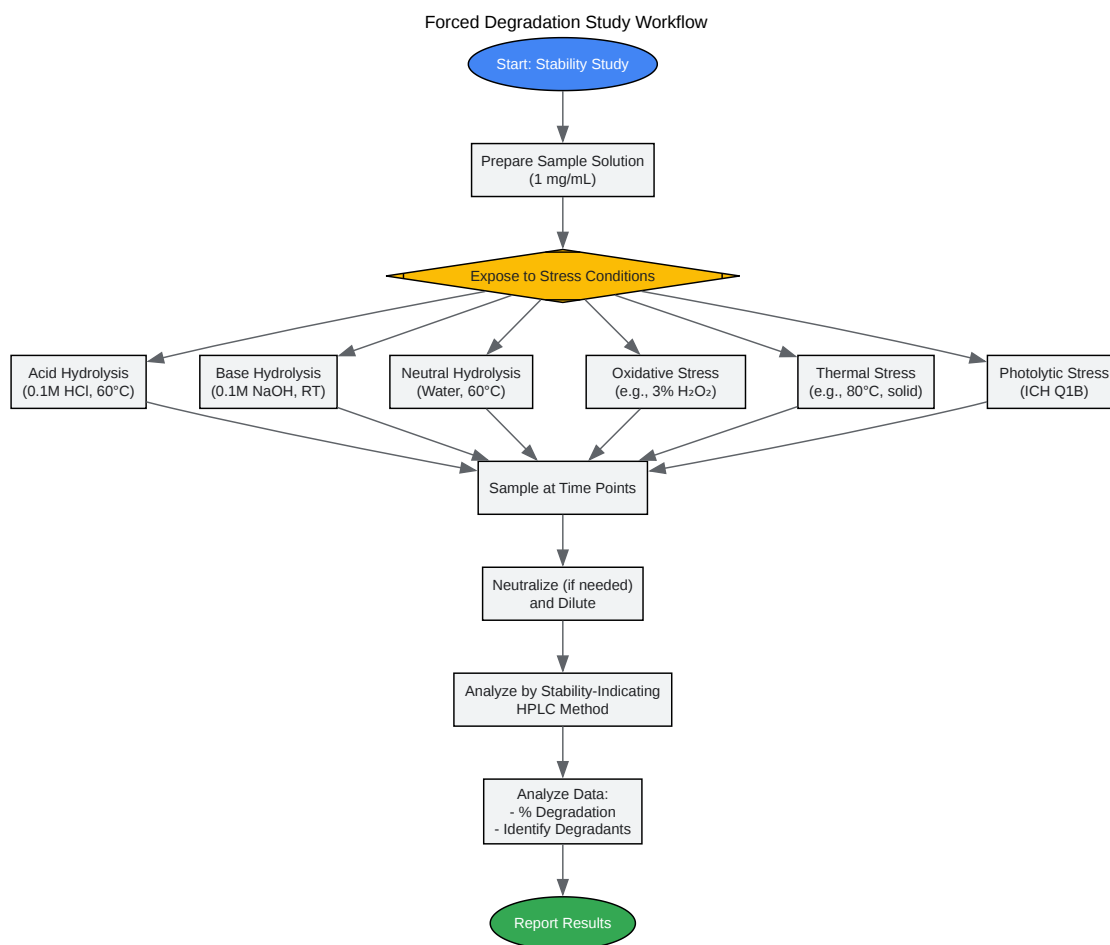 Forced Degradation Study Workflow
Start: Stability Study
Prepare Sample Solution
(1 mg/mL)
Expose to Stress Conditions
Acid Hydrolysis
(0.1M HCl, 60°C)
Base Hydrolysis
(0.1M NaOH, RT)
Neutral Hydrolysis
(Water, 60°C)
Oxidative Stress
(e.g., 3% H₂O₂)
Thermal Stress
(e.g., 80°C, solid)
Photolytic Stress
(ICH Q1B)
Sample at Time Points
Neutralize (if needed)
and Dilute
Analyze by Stability-Indicating
HPLC Method
Analyze Data:
- % Degradation
- Identify Degradants
Report Results